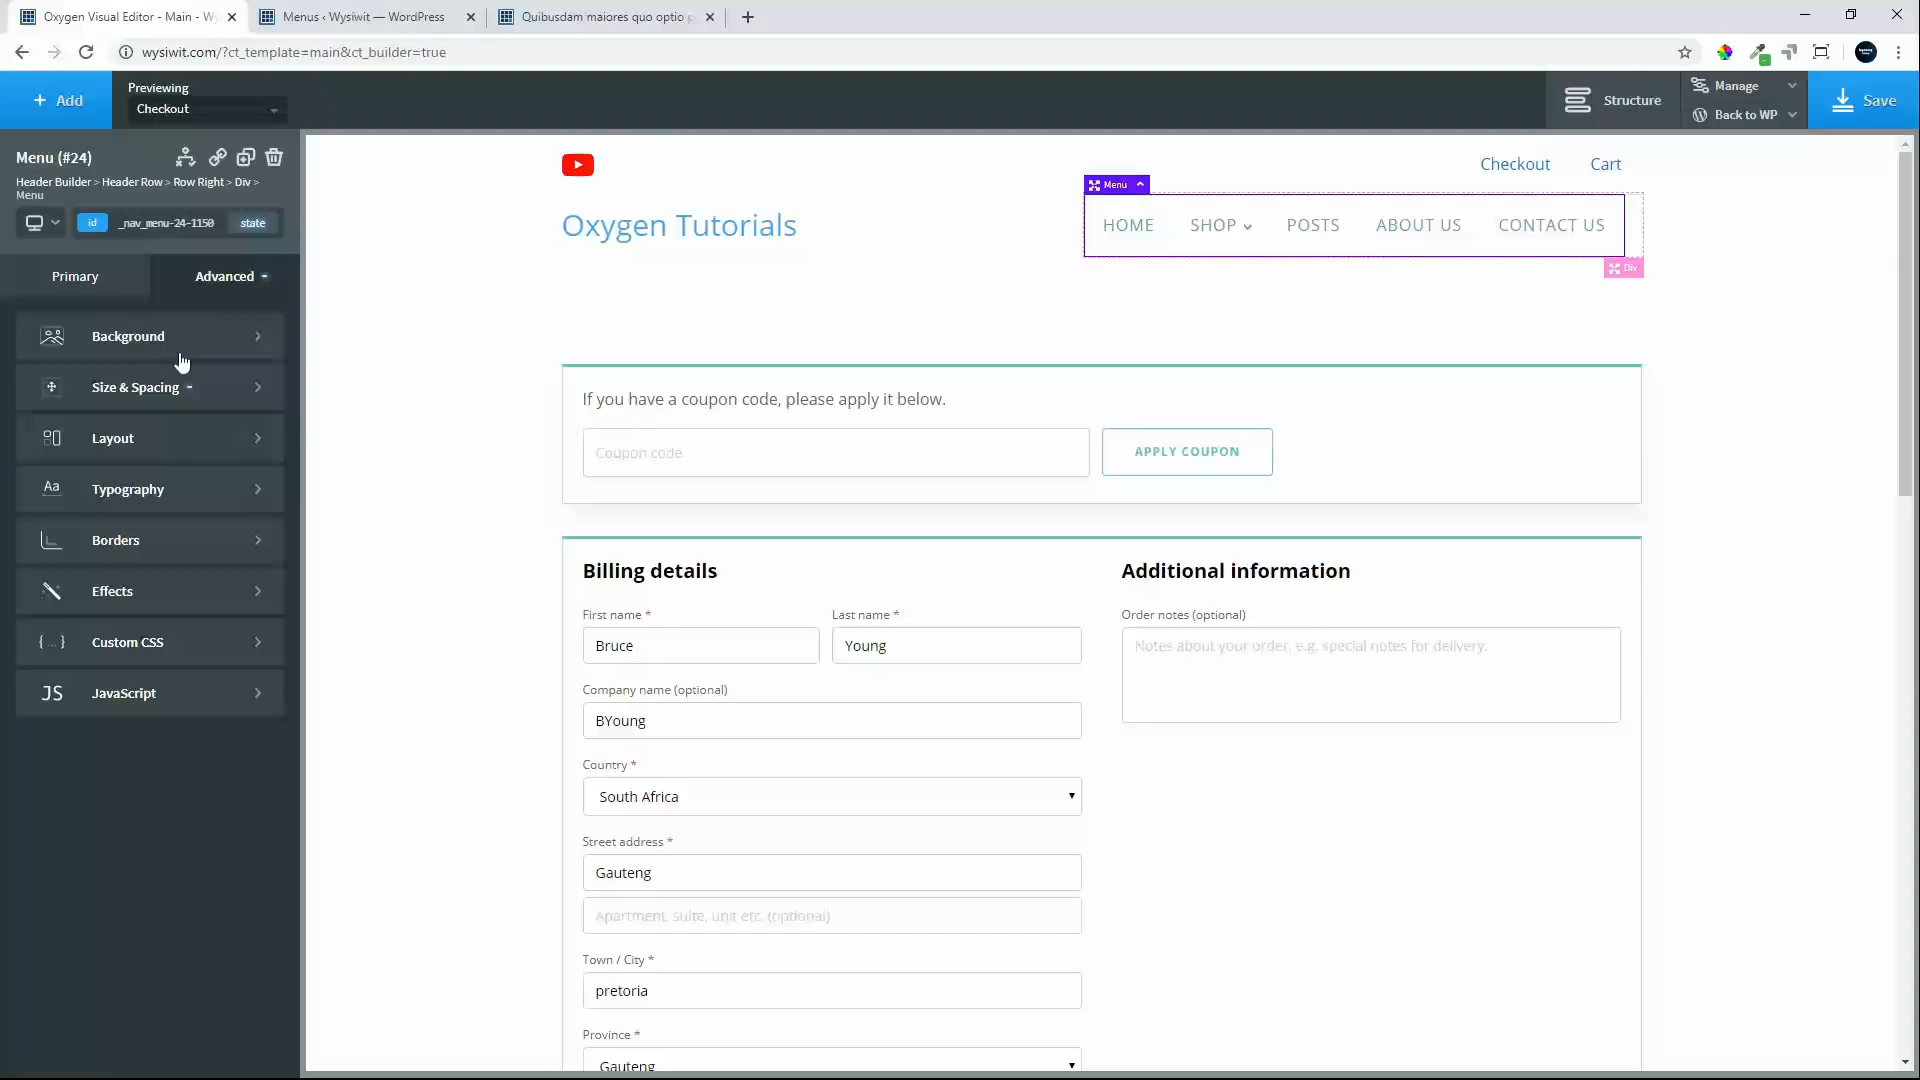 Oxygen Visual Editor - Main - Wy
Menus ‹ Wysiwit — WordPress
Quibusdam maiores quo optio p
wysiwit.com/?ct_template=main&ct_builder=true
+ Add
Previewing
Checkout
Structure
Manage
Back to WP
Save
Menu (#24)
Header Builder > Header Row > Row Right > Div >
Menu
id
_nav_menu-24-1150
state
Primary
Advanced
Background
Size & Spacing
Layout
Aa
Typography
Borders
Effects
{...}
Custom CSS
JS
JavaScript
Checkout
Cart
Menu
Oxygen Tutorials
HOME
SHOP
POSTS
ABOUT US
CONTACT US
Div
If you have a coupon code, please apply it below.
Coupon code
APPLY COUPON
Billing details
Additional information
First name *
Last name *
Order notes (optional)
Bruce
Young
Notes about your order, e.g. special notes for delivery.
Company name (optional)
BYoung
Country *
South Africa
Street address *
Gauteng
Apartment, suite, unit etc. (optional)
Town / City *
pretoria
Province *
Gauteng